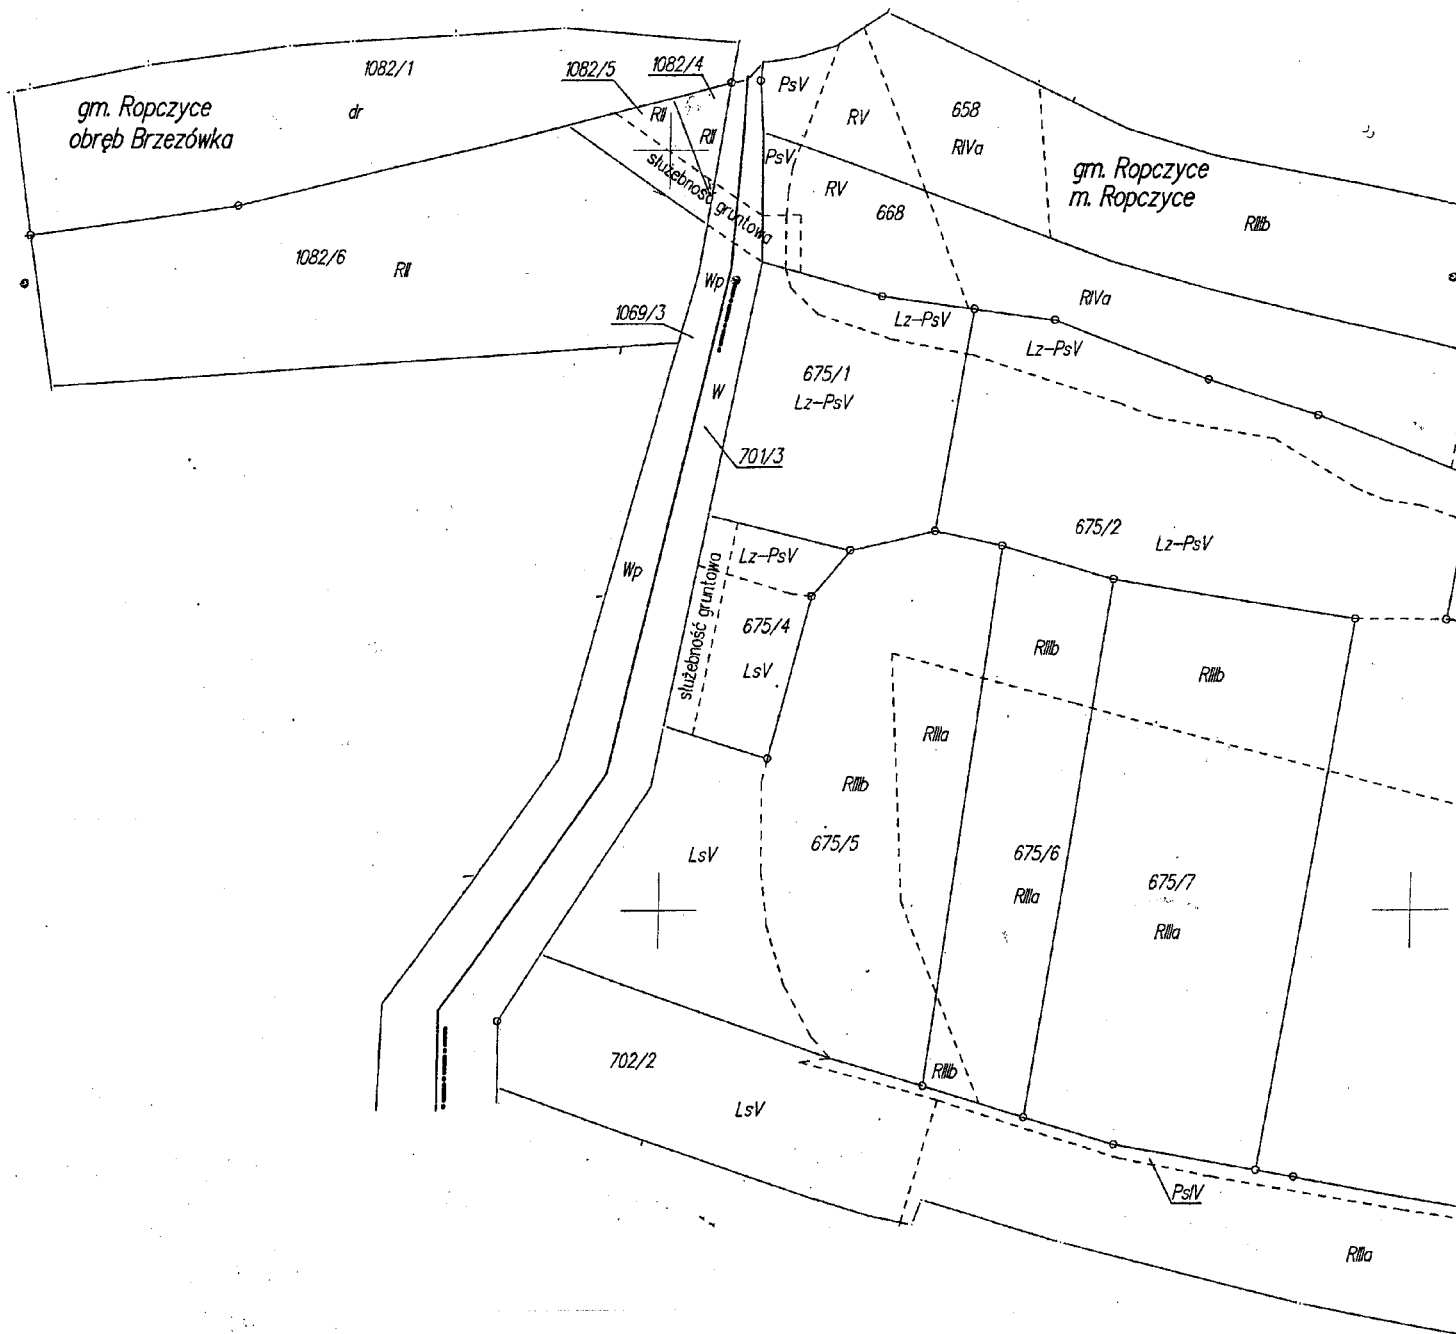 1082/1
1082/5
1082/4
gm. Ropczyce
obręb Brzezówka
dr
RII
RII
PsV
RV
658
RIVa
PsV
służebność gruntowa
RV
668
gm. Ropczyce
m. Ropczyce
RIIIb
1082/6
RII
Wp
1069/3
RIVa
Lz-PsV
Lz-PsV
675/1
Lz-PsV
W
701/3
675/2
Lz-PsV
Wp
Lz-PsV
służebność gruntowa
675/4
LsV
RIIIb
RIIIb
RIIIa
RIIIb
675/5
LsV
675/6
RIIIa
675/7
RIIIa
702/2
LsV
RIIIb
PsIV
RIIIa